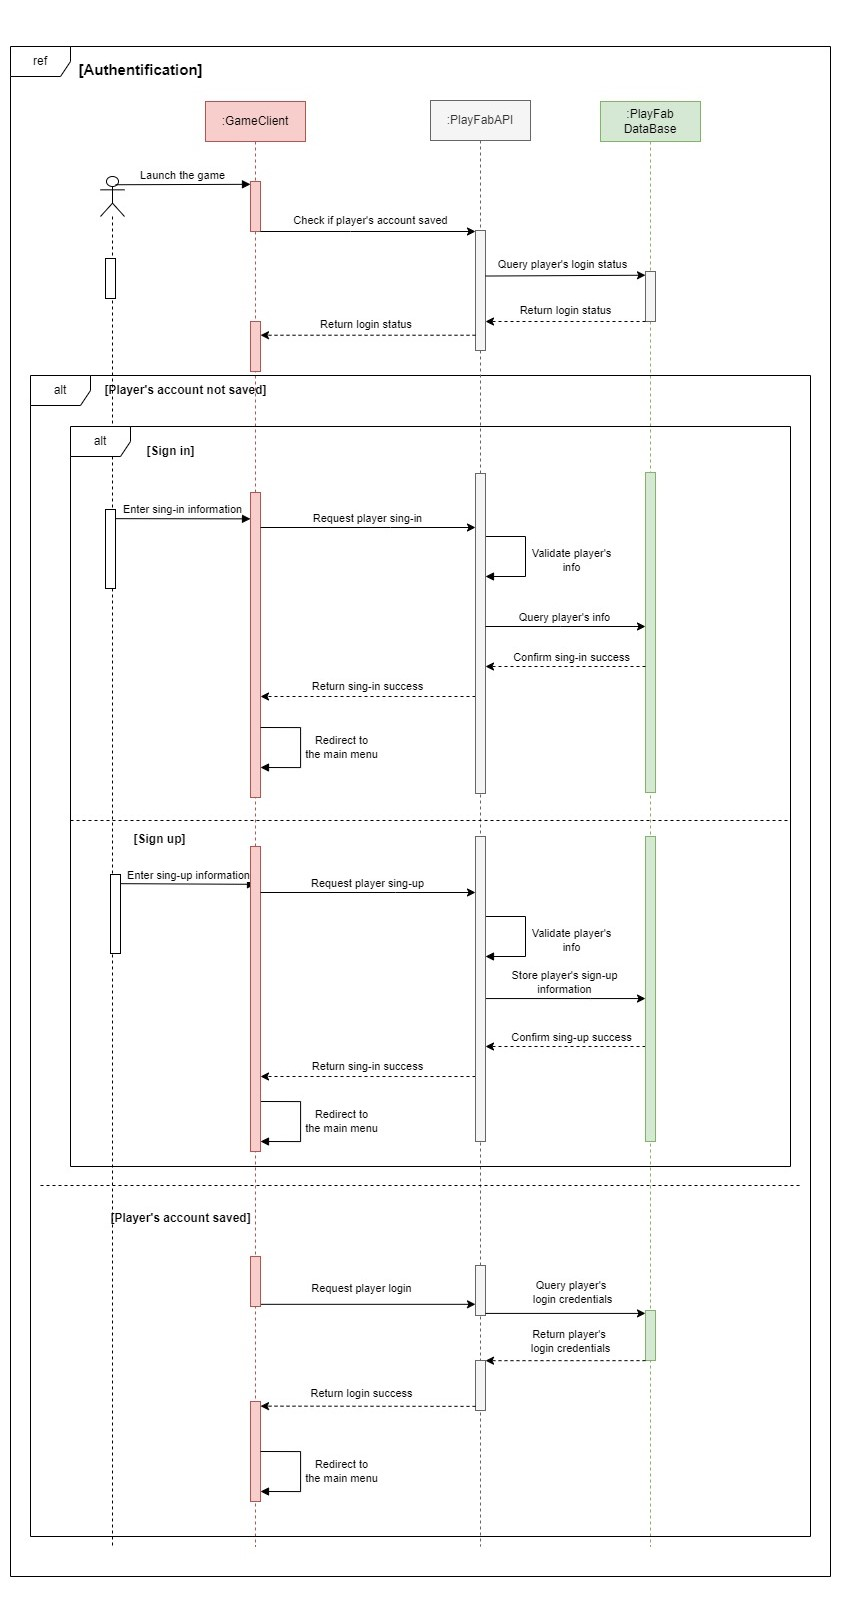 ref
[Authentification]
:GameClient
:PlayFabAPI
:PlayFab
DataBase
Launch the game
Check if player's account saved
Query player's login status
Return login status
Return login status
alt
[Player's account not saved]
alt
[Sign in]
Enter sing-in information
Request player sing-in
Validate player's
info
Query player's info
Confirm sing-in success
Return sing-in success
Redirect to
the main menu
[Sign up]
Enter sing-up information
Request player sing-up
Validate player's
info
Store player's sign-up
information
Confirm sing-up success
Return sing-in success
Redirect to
the main menu
[Player's account saved]
Request player login
Query player's
login credentials
Return player's
login credentials
Return login success
Redirect to
the main menu